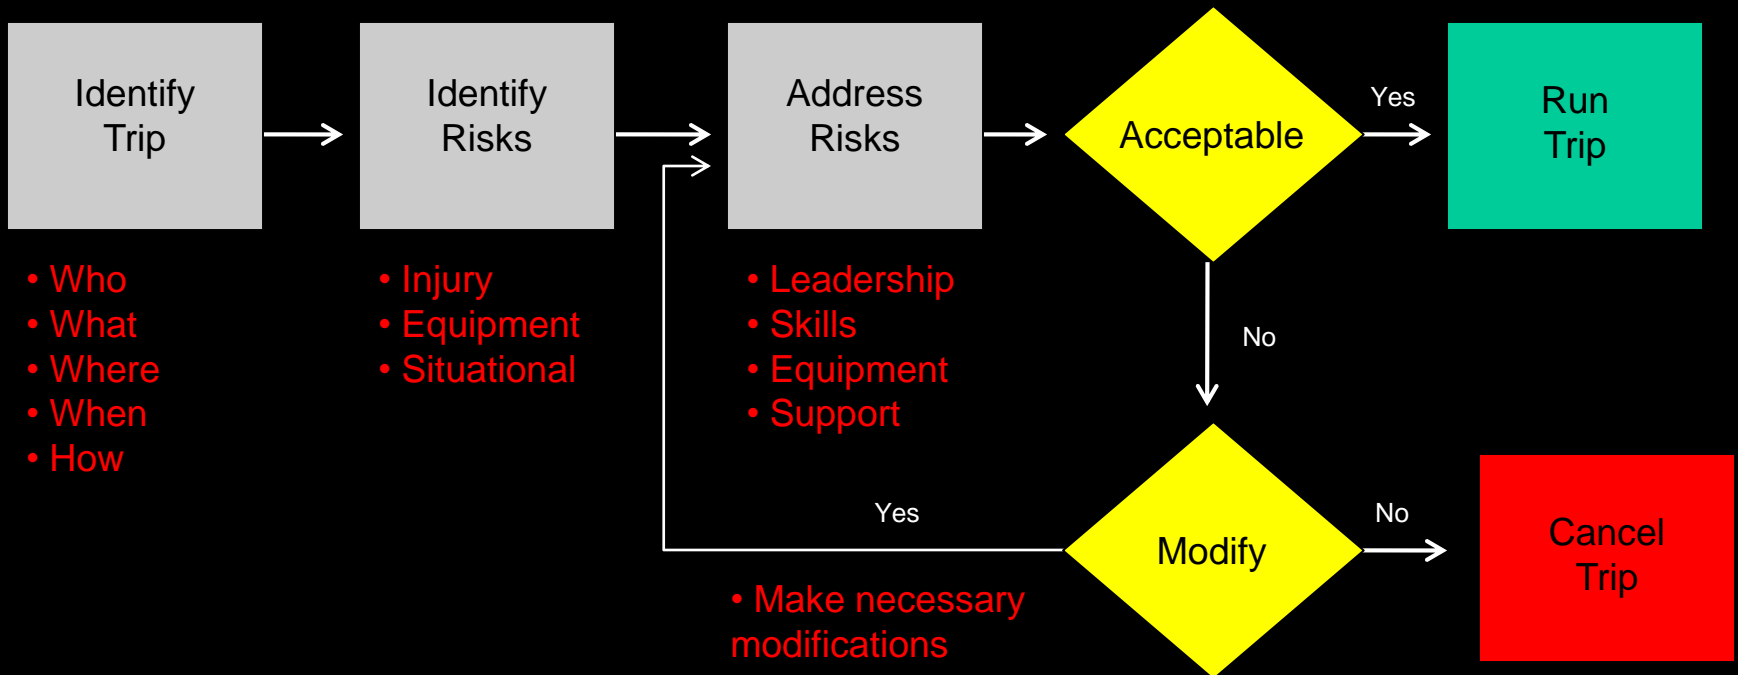 Identify
Trip
Identify
Risks
Address
Risks
Acceptable
Yes
Run
Trip
• Who
• What
• Where
• When
• How
• Injury
• Equipment
• Situational
• Leadership
• Skills
• Equipment
• Support
No
Yes
Modify
No
Cancel
Trip
• Make necessary
modifications